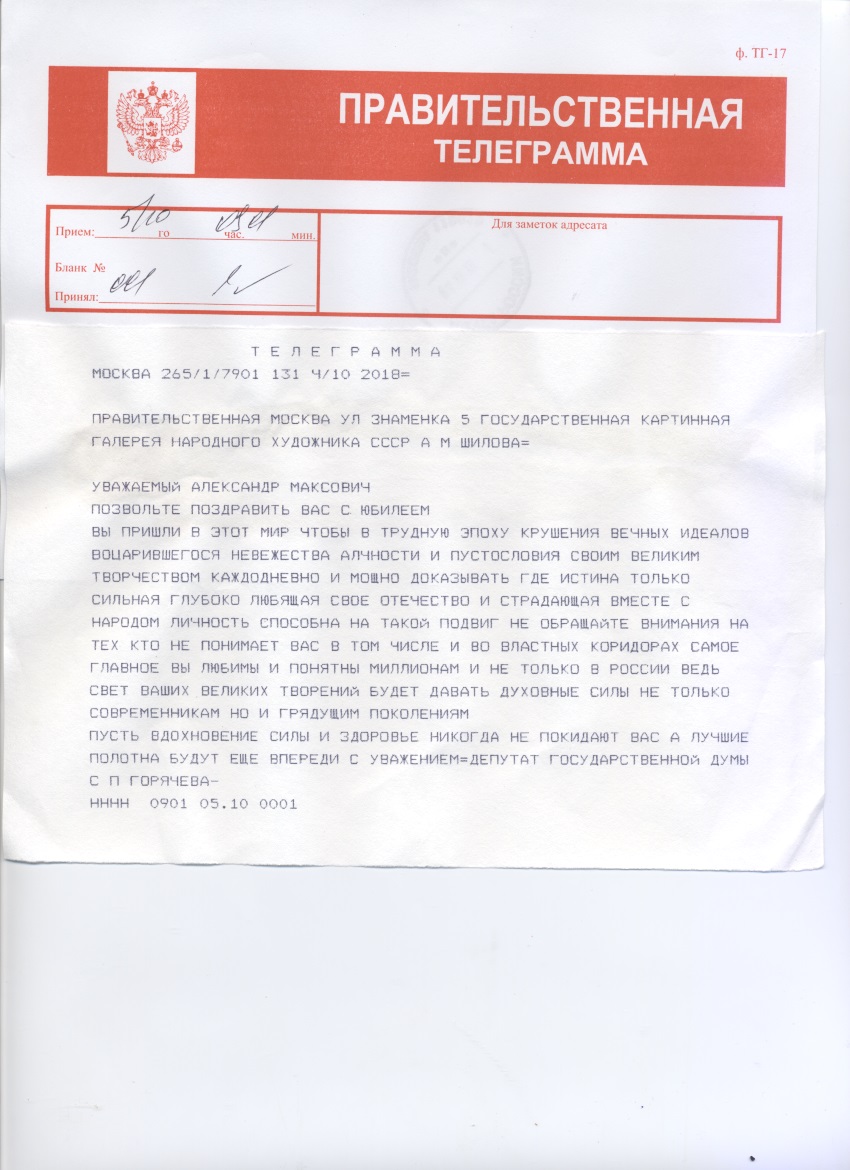 ф. ТГ-17
ПРАВИТЕЛЬСТВЕННАЯ
ТЕЛЕГРАММА
Прием: 5/10 го час. мин.
Для заметок адресата
Бланк №
Принял:
ТЕЛЕГРАММА
МОСКВА 265/1/7901 131 4/10 2018=
ПРАВИТЕЛЬСТВЕННАЯ МОСКВА УЛ ЗНАМЕНКА 5 ГОСУДАРСТВЕННАЯ КАРТИННАЯ
ГАЛЕРЕЯ НАРОДНОГО ХУДОЖНИКА СССР А М ШИЛОВА=
УВАЖАЕМЫЙ АЛЕКСАНДР МАКСОВИЧ
ПОЗВОЛЬТЕ ПОЗДРАВИТЬ ВАС С ЮБИЛЕЕМ
ВЫ ПРИШЛИ В ЭТОТ МИР ЧТОБЫ В ТРУДНУЮ ЭПОХУ КРУШЕНИЯ ВЕЧНЫХ ИДЕАЛОВ
ВОЦАРИВШЕГОСЯ НЕВЕЖЕСТВА АЛЧНОСТИ И ПУСТОСЛОВИЯ СВОИМ ВЕЛИКИМ
ТВОРЧЕСТВОМ КАЖДОДНЕВНО И МОЩНО ДОКАЗЫВАТЬ ГДЕ ИСТИНА ТОЛЬКО
СИЛЬНАЯ ГЛУБОКО ЛЮБЯЩАЯ СВОЕ ОТЕЧЕСТВО И СТРАДАЮЩАЯ ВМЕСТЕ С
НАРОДОМ ЛИЧНОСТЬ СПОСОБНА НА ТАКОЙ ПОДВИГ НЕ ОБРАЩАЙТЕ ВНИМАНИЯ НА
ТЕХ КТО НЕ ПОНИМАЕТ ВАС В ТОМ ЧИСЛЕ И ВО ВЛАСТНЫХ КОРИДОРАХ САМОЕ
ГЛАВНОЕ ВЫ ЛЮБИМЫ И ПОНЯТНЫ МИЛЛИОНАМ И НЕ ТОЛЬКО В РОССИИ ВЕДЬ
СВЕТ ВАШИХ ВЕЛИКИХ ТВОРЕНИЙ БУДЕТ ДАВАТЬ ДУХОВНЫЕ СИЛЫ НЕ ТОЛЬКО
СОВРЕМЕННИКАМ НО И ГРЯДУЩИМ ПОКОЛЕНИЯМ
ПУСТЬ ВДОХНОВЕНИЕ СИЛЫ И ЗДОРОВЬЕ НИКОГДА НЕ ПОКИДАЮТ ВАС А ЛУЧШИЕ
ПОЛОТНА БУДУТ ЕЩЕ ВПЕРЕДИ С УВАЖЕНИЕМ=ДЕПУТАТ ГОСУДАРСТВЕННОЙ ДУМЫ
С П ГОРЯЧЕВА-
НННН 0901 05.10 0001